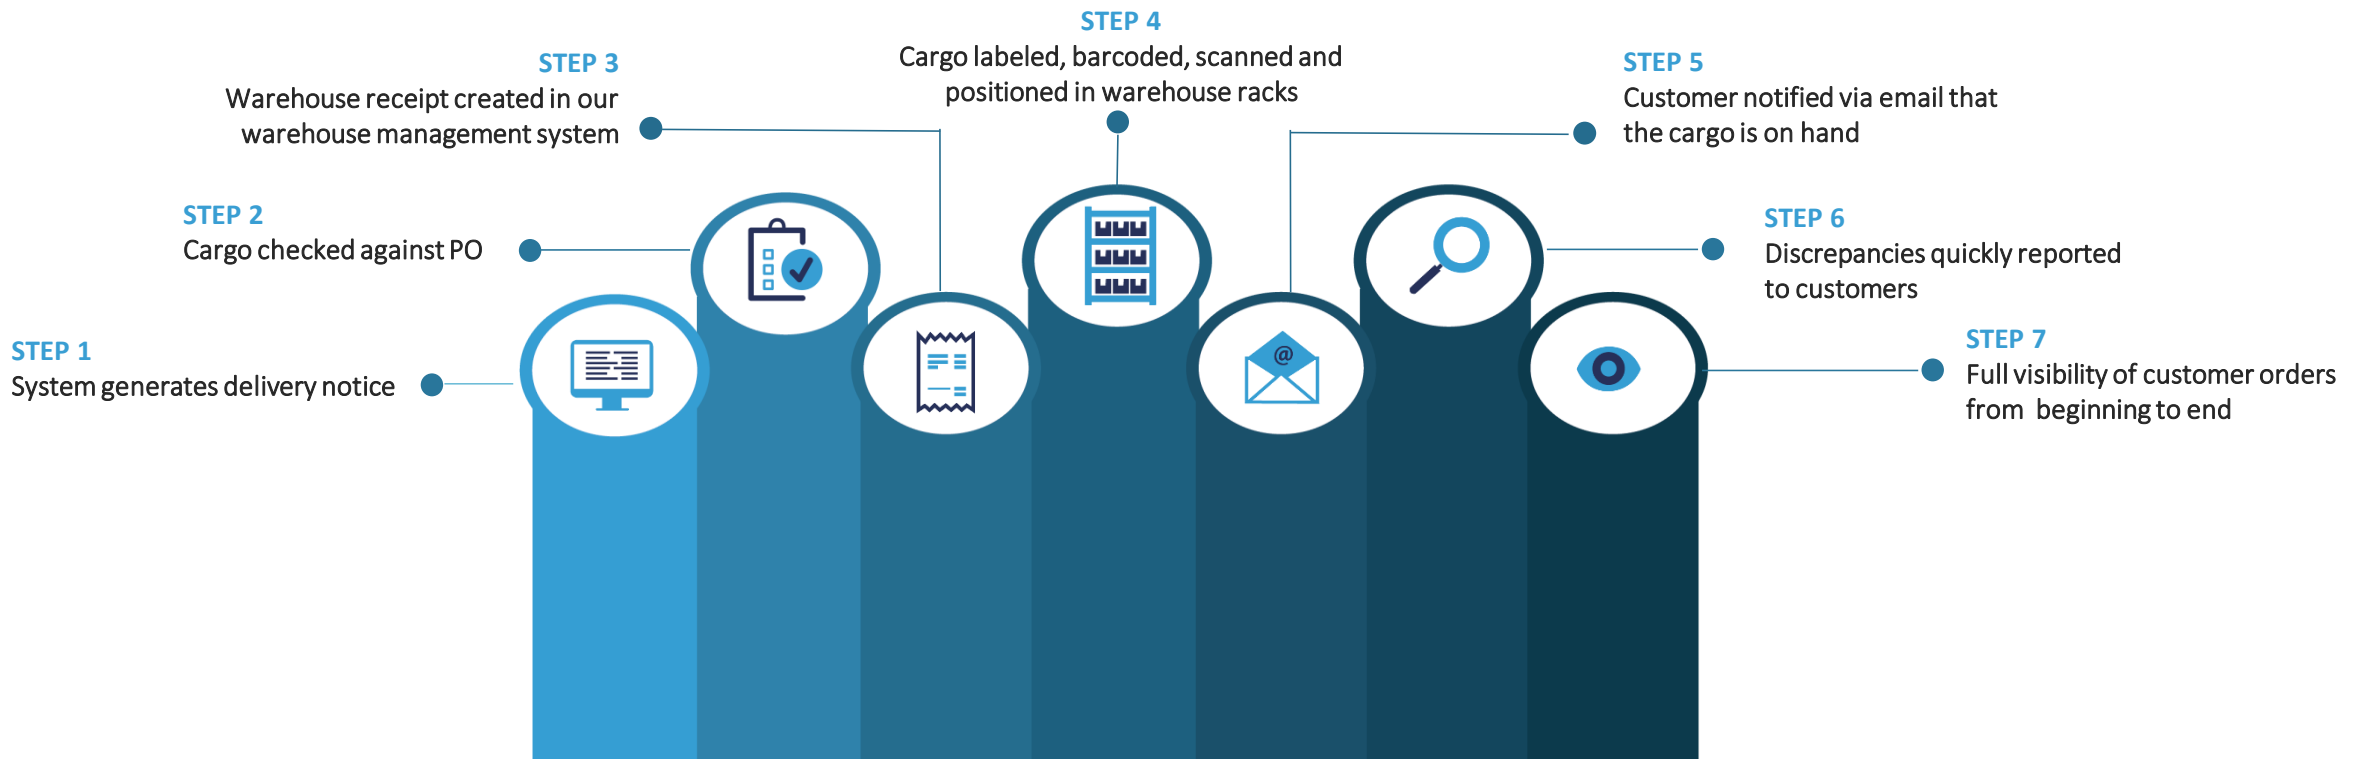 STEP 1
System generates delivery notice
STEP 2
Cargo checked against PO
STEP 3
Warehouse receipt created in our
warehouse management system
STEP 4
Cargo labeled, barcoded, scanned and
positioned in warehouse racks
STEP 5
Customer notified via email that
the cargo is on hand
STEP 6
Discrepancies quickly reported
to customers
STEP 7
Full visibility of customer orders
from  beginning to end
@